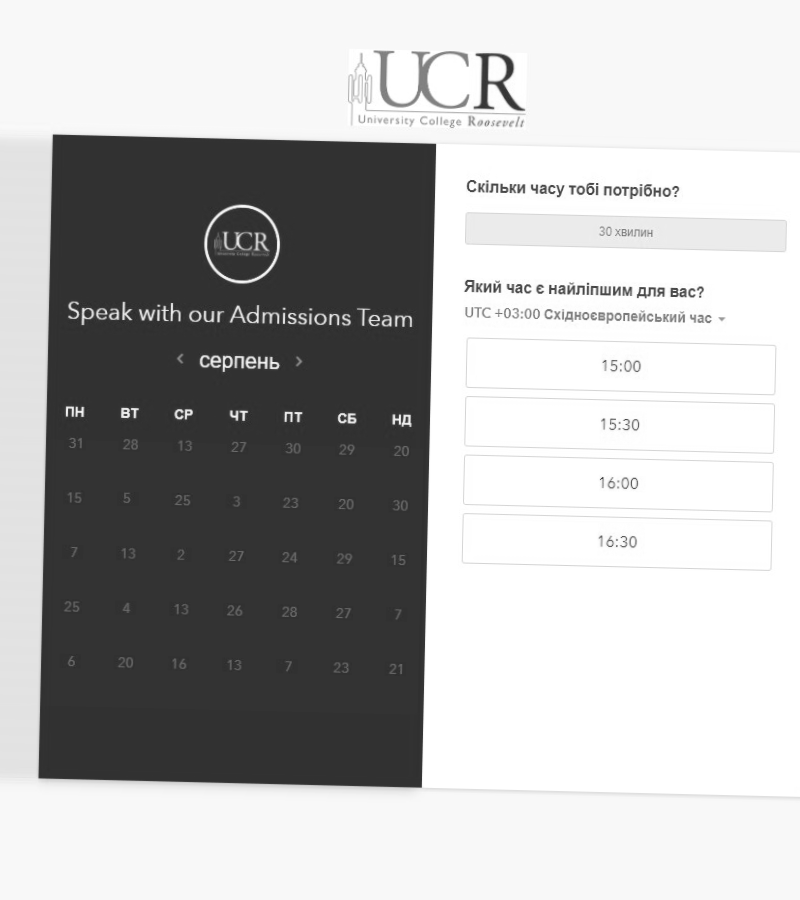 UCR
University College Roosevelt
UCR
Speak with our Admissions Team
серпень
ПН ВТ СР ЧТ ПТ СБ НД
31 28 13 27 30 29 20
15 5 25 3 23 20 30
7 13 2 27 24 29 15
25 4 13 26 28 27 7
6 20 16 13 7 23 21
Скільки часу тобі потрібно?
30 хвилин
Який час є найліпшим для вас?
UTC +03:00 Східноєвропейський час
15:00
15:30
16:00
16:30